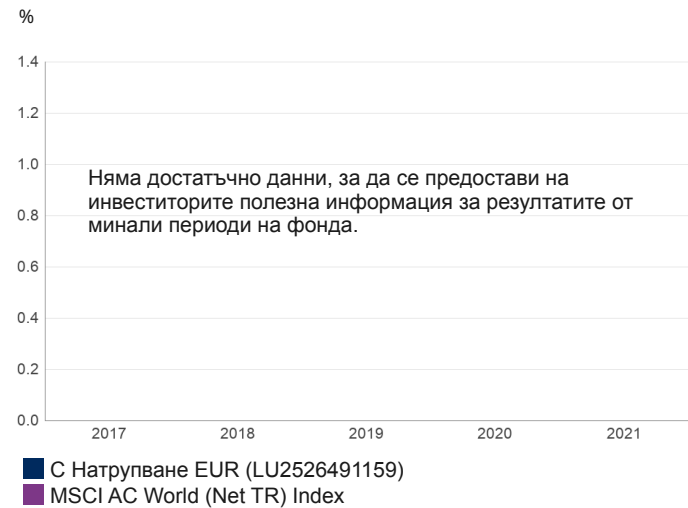 %
1.4
1.2
1.0
Няма достатъчно данни, за да се предостави на
инвеститорите полезна информация за резултатите от
0.8
минали периоди на фонда.
0.6
0.4
0.2
0.0
2017 2018 2019 2020 2021
С Натрупване EUR (LU2526491159)
MSCI AC World (Net TR) Index